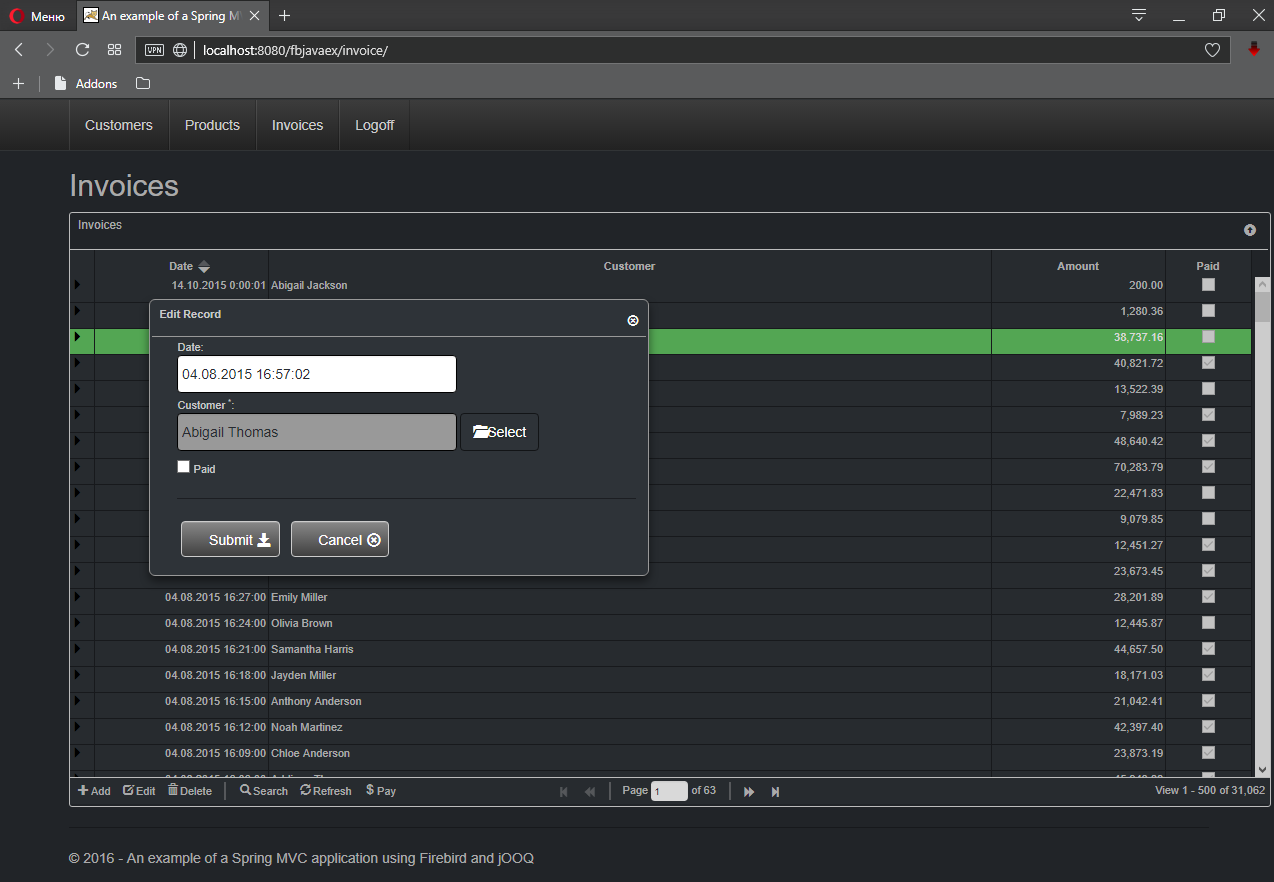 Меню An example of a Spring M
VPN localhost:8080/fbjavaex/invoice/
Addons
Customers Products Invoices Logoff
Invoices
Invoices
Date Customer Amount Paid
14.10.2015 0:00:01 Abigail Jackson 200.00
1,280.36
38,737.16
40,821.72
13,522.39
7,989.23
48,640.42
70,283.79
22,471.83
9,079.85
12,451.27
23,673.45
Edit Record
Date:
04.08.2015 16:57:02
Customer *:
Abigail Thomas Select
Paid
Submit Cancel
04.08.2015 16:27:00 Emily Miller 28,201.89
04.08.2015 16:24:00 Olivia Brown 12,445.87
04.08.2015 16:21:00 Samantha Harris 44,657.50
04.08.2015 16:18:00 Jayden Miller 18,171.03
04.08.2015 16:15:00 Anthony Anderson 21,042.41
04.08.2015 16:12:00 Noah Martinez 42,397.40
04.08.2015 16:09:00 Chloe Anderson 23,873.19
Add Edit Delete Search Refresh $ Pay Page 1 of 63 View 1 - 500 of 31,062
© 2016 - An example of a Spring MVC application using Firebird and jOOQ